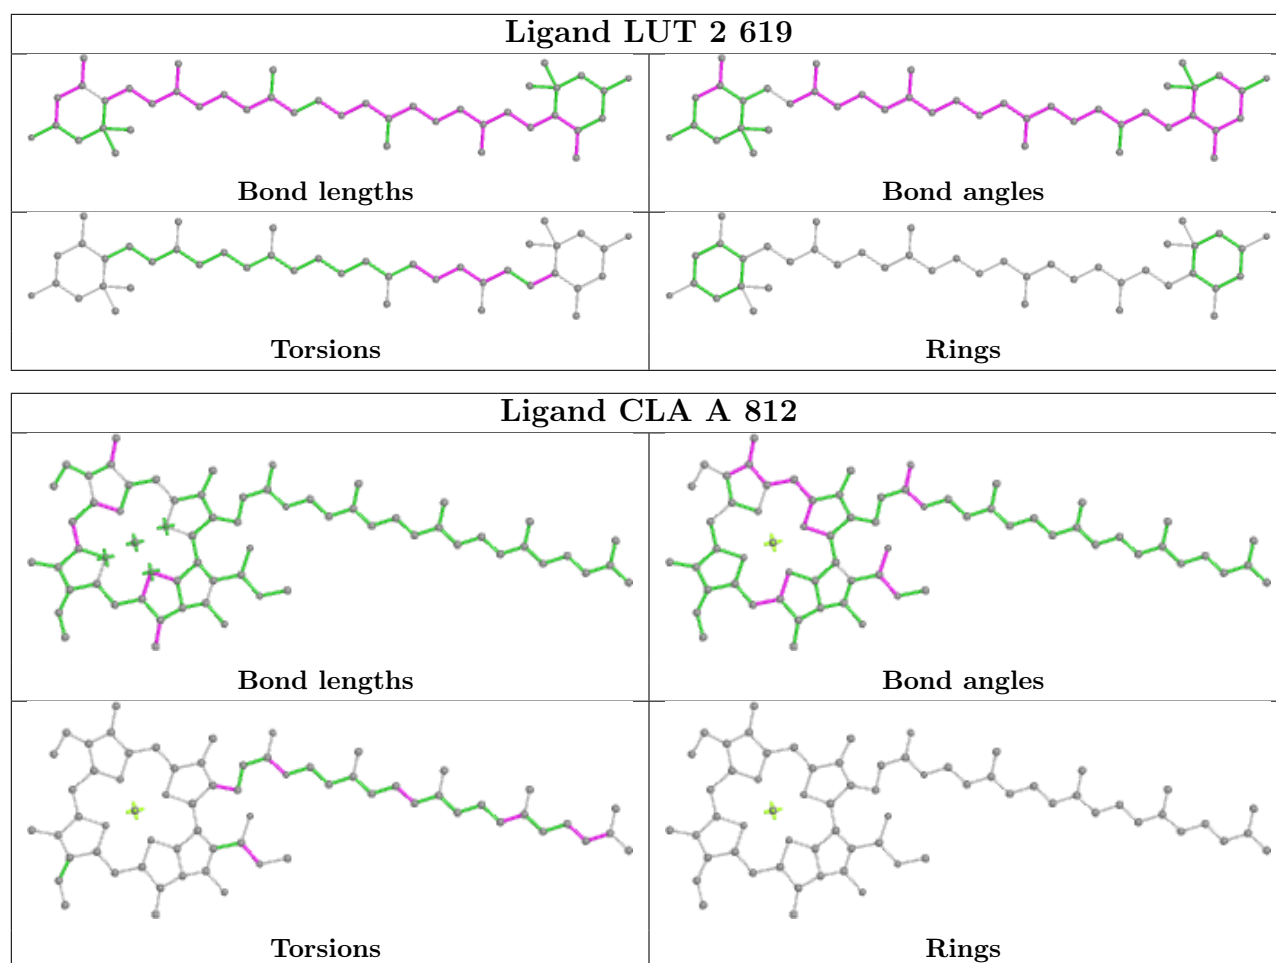 Ligand LUT 2 619
Bond lengths
Bond angles
Torsions
Rings
Ligand CLA A 812
Bond lengths
Bond angles
Torsions
Rings